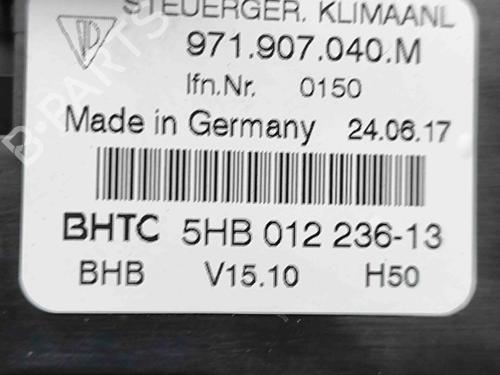 STEUERGER. KLIMAANL
971.907.040.M
lfn.Nr. 0150
Made in Germany 24.06.17
BHTC 5HB 012 236-13
BHB V15.10 H50
B-PARTS